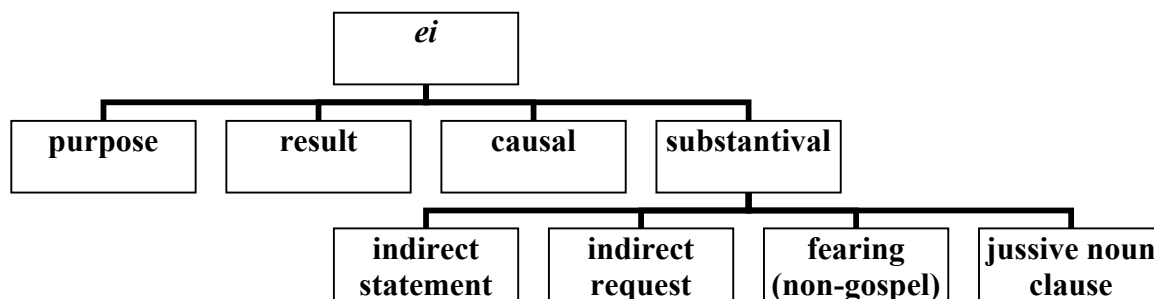 ei
purpose
result
causal
substantival
indirect
statement
indirect
request
fearing
(non-gospel)
jussive noun
clause